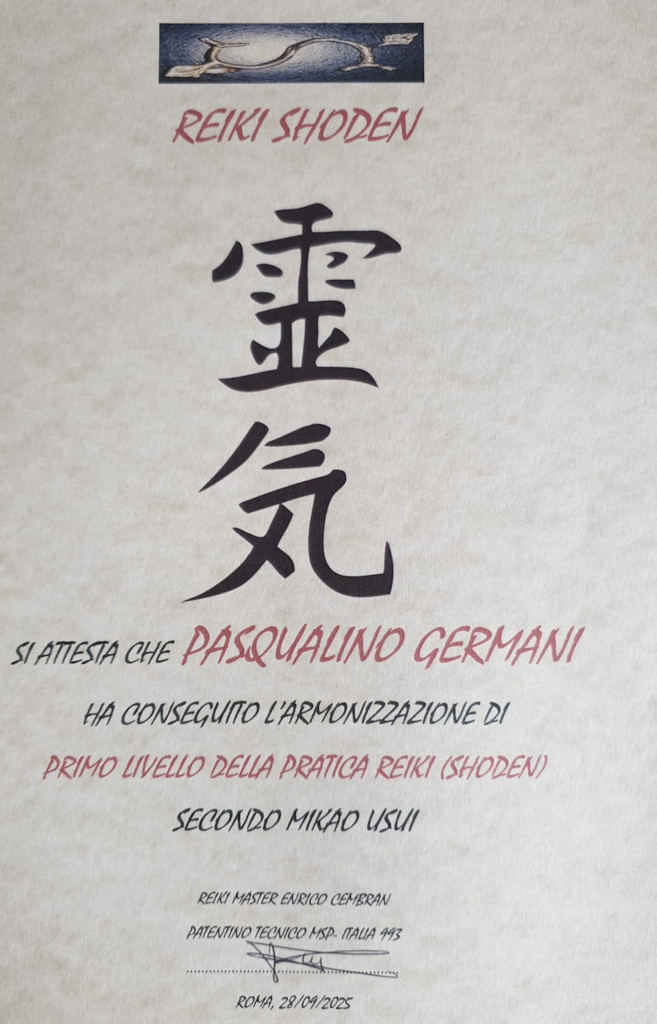 REIKI SHODEN
霊
気
SI ATTESTA CHE PASQUALINO GERMANI
HA CONSEGUITO L'ARMONIZZAZIONE DI
PRIMO LIVELLO DELLA PRATICA REIKI (SHODEN)
SECONDO MIKAO USUI
REIKI MASTER ENRICO CEMBRAN
PATENTINO TECNICO MSP- ITALIA 993
ROMA, 28/09/2025